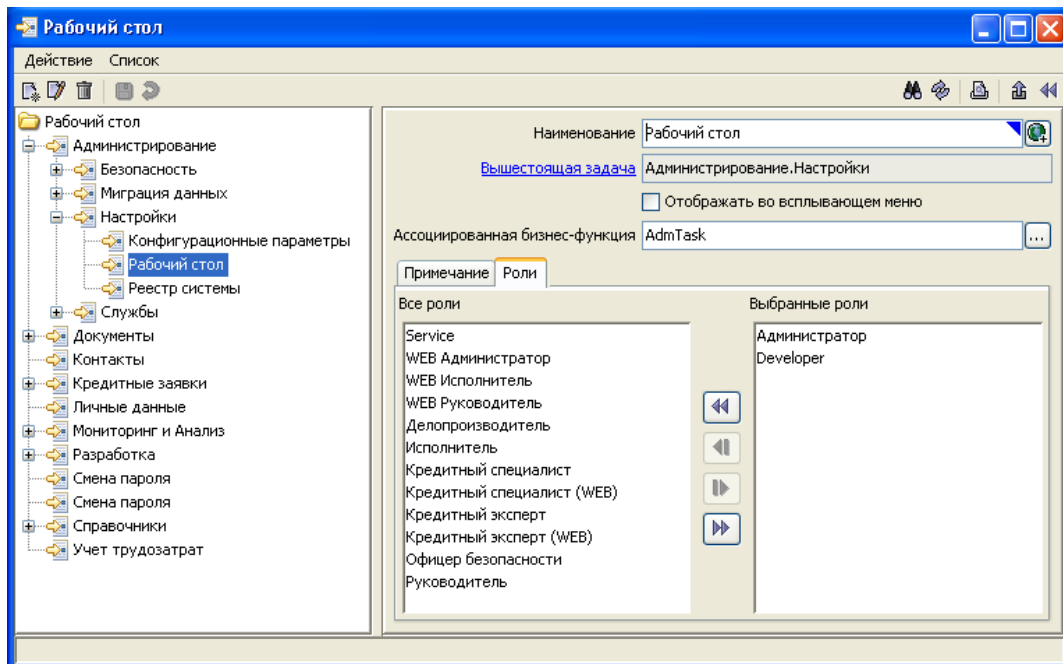 Рабочий стол
Действие Список
Рабочий стол
Администрирование
Безопасность
Миграция данных
Настройки
Конфигурационные параметры
Рабочий стол
Реестр системы
Службы
Документы
Контакты
Кредитные заявки
Личные данные
Мониторинг и Анализ
Разработка
Смена пароля
Смена пароля
Справочники
Учет трудозатрат
Наименование Рабочий стол
Вышестоящая задача Администрирование.Настройки
Отображать во всплывающем меню
Ассоциированная бизнес-функция AdmTask ...
Примечание Роли
Все роли
Service
WEB Администратор
WEB Исполнитель
WEB Руководитель
Делопроизводитель
Исполнитель
Кредитный специалист
Кредитный специалист (WEB)
Кредитный эксперт
Кредитный эксперт (WEB)
Офицер безопасности
Руководитель
Выбранные роли
Администратор
Developer